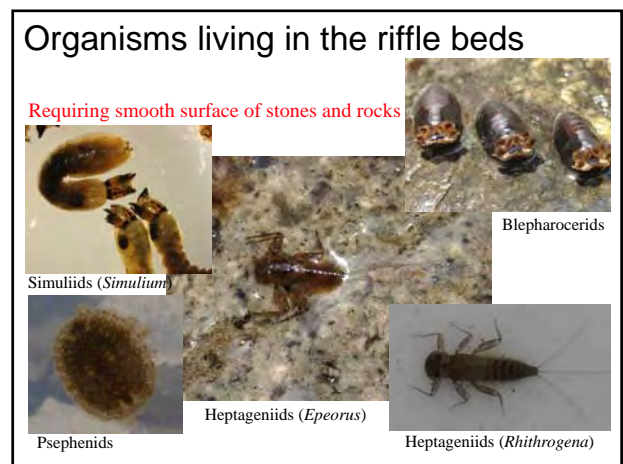 Organisms living in the riffle beds
Requiring smooth surface of stones and rocks
Blepharocerids
Simuliids (Simulium)
Heptageniids (Epeorus)
Psephenids
Heptageniids (Rhithrogena)